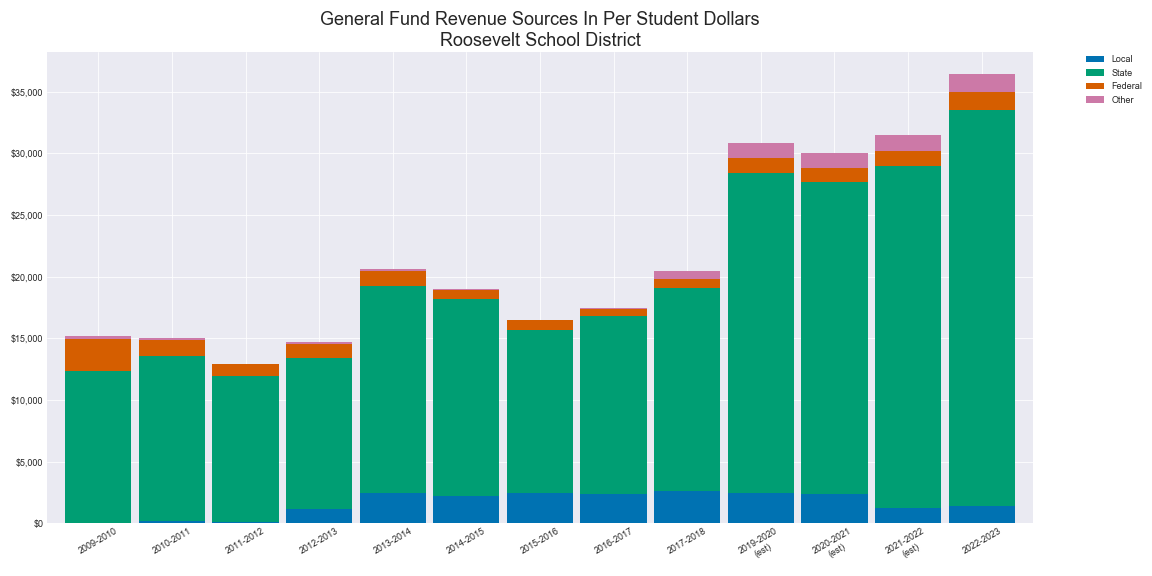 General Fund Revenue Sources In Per Student Dollars
Roosevelt School District
Local
State
Federal
Other
$35,000
$30,000
$25,000
$20,000
$15,000
$10,000
$5,000
$0
2009-2010
2010-2011
2011-2012
2012-2013
2013-2014
2014-2015
2015-2016
2016-2017
2017-2018
2019-2020
(est)
2020-2021
(est)
2021-2022
(est)
2022-2023